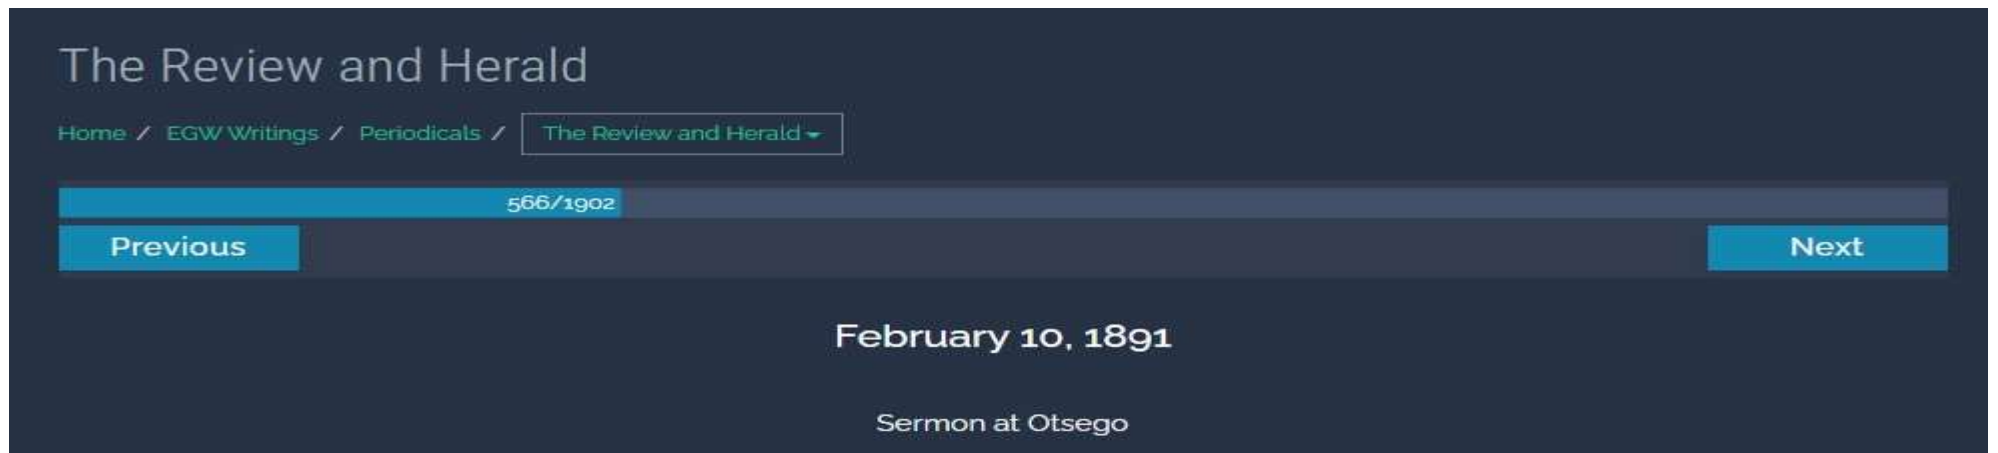 The Review and Herald
Home / EGW Writings / Periodicals / The Review and Herald
566/1902
Previous Next
February 10, 1891
Sermon at Otsego